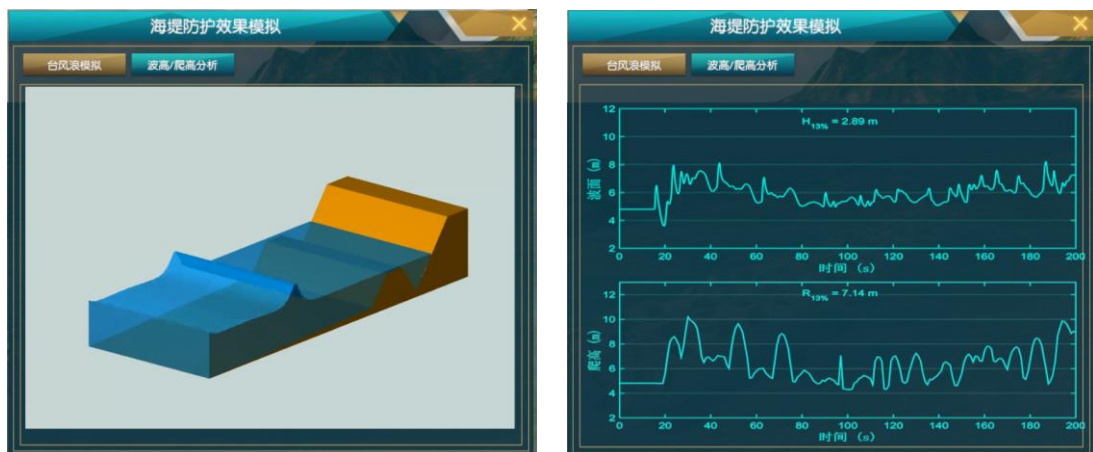 海堤防护效果模拟
台风浪模拟 波高/爬高分析
海堤防护效果模拟
台风浪模拟 波高/爬高分析
H13% = 2.89 m
波面 (m)
12
10
8
6
4
2
0 20 40 60 80 100 120 140 160 180 200
时间 (s)
R13% = 7.14 m
爬高 (m)
12
10
8
6
4
2
0 20 40 60 80 100 120 140 160 180 200
时间 (s)